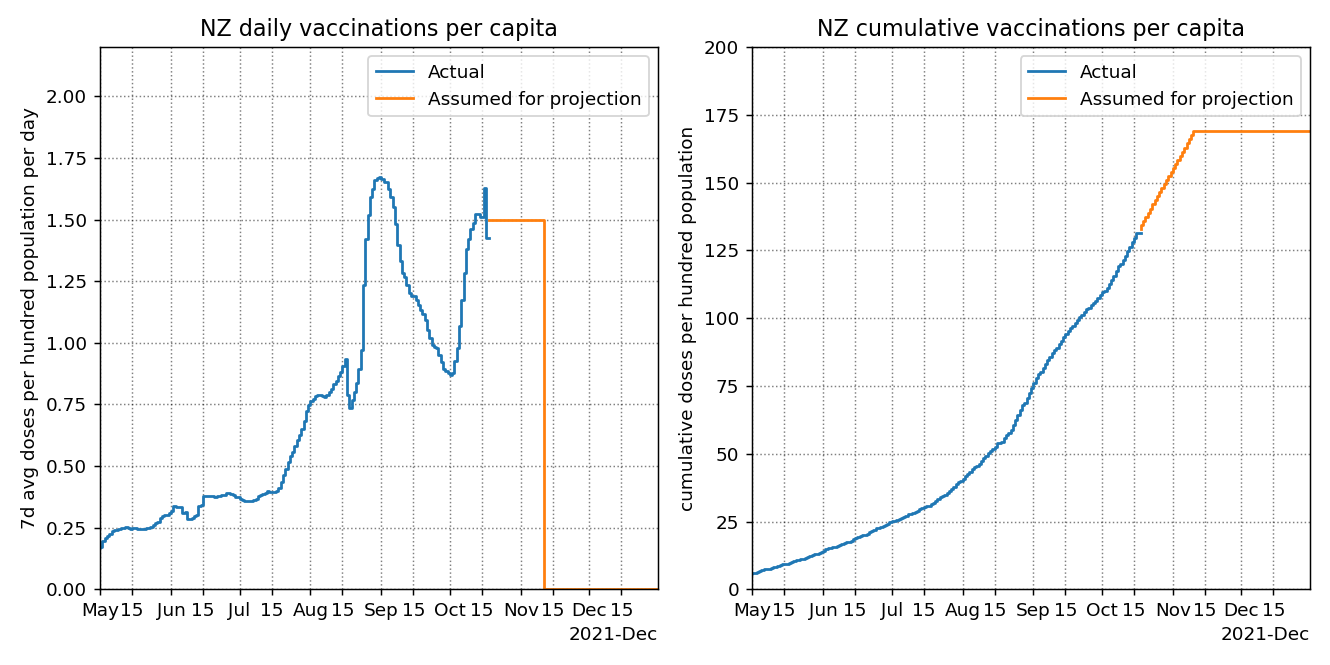 NZ daily vaccinations per capita
7d avg doses per hundred population per day
2.00
1.75
1.50
1.25
1.00
0.75
0.50
0.25
0.00
Actual
Assumed for projection
May 15 Jun 15 Jul 15 Aug 15 Sep 15 Oct 15 Nov 15 Dec 15
2021-Dec
NZ cumulative vaccinations per capita
cumulative doses per hundred population
200
175
150
125
100
75
50
25
0
Actual
Assumed for projection
May 15 Jun 15 Jul 15 Aug 15 Sep 15 Oct 15 Nov 15 Dec 15
2021-Dec